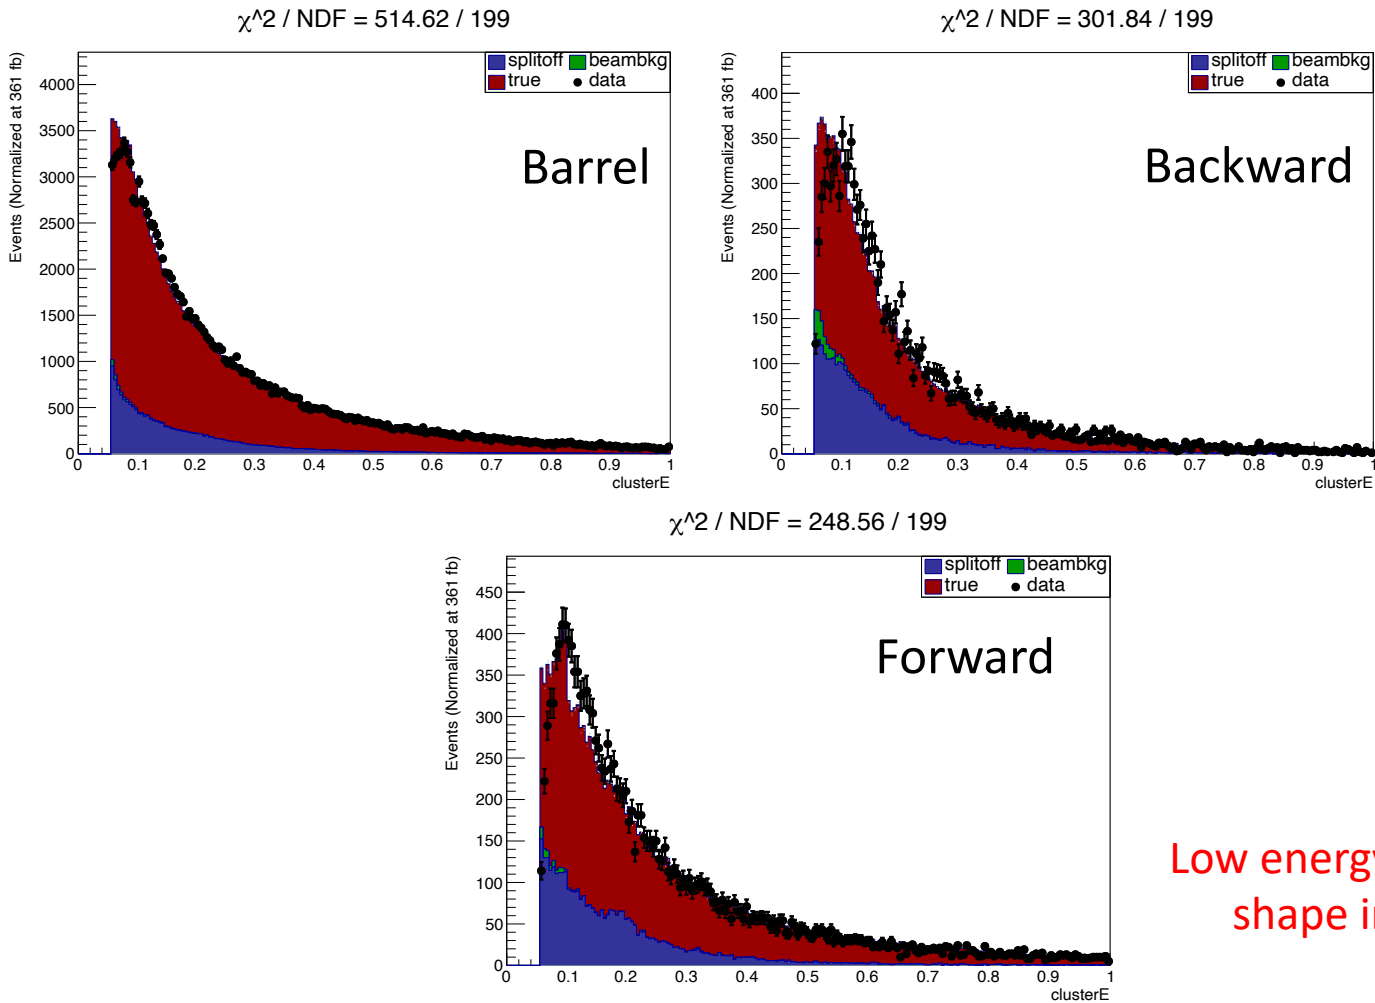 χ^2 / NDF = 514.62 / 199
Events (Normalized at 361 fb)
4000
3500
3000
2500
2000
1500
1000
500
0
splitoff beambkg
true data
Barrel
0 0.1 0.2 0.3 0.4 0.5 0.6 0.7 0.8 0.9 1
clusterE
χ^2 / NDF = 301.84 / 199
Events (Normalized at 361 fb)
400
350
300
250
200
150
100
50
0
splitoff beambkg
true data
Backward
0 0.1 0.2 0.3 0.4 0.5 0.6 0.7 0.8 0.9 1
clusterE
χ^2 / NDF = 248.56 / 199
Events (Normalized at 361 fb)
450
400
350
300
250
200
150
100
50
0
splitoff beambkg
true data
Forward
0 0.1 0.2 0.3 0.4 0.5 0.6 0.7 0.8 0.9 1
clusterE
Low energy
shape i